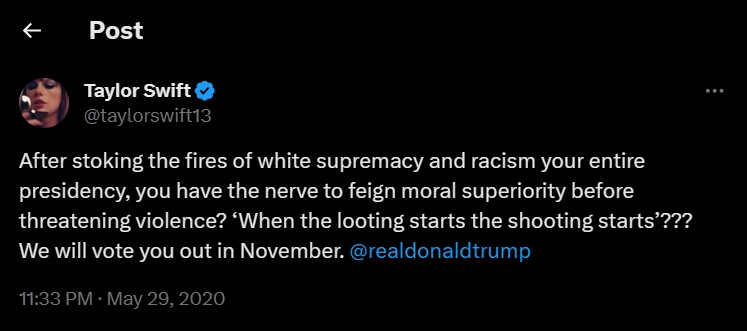 Post
Taylor Swift
@taylorswift13
After stoking the fires of white supremacy and racism your entire
presidency, you have the nerve to feign moral superiority before
threatening violence? ‘When the looting starts the shooting starts’???
We will vote you out in November. @realdonaldtrump
11:33 PM · May 29, 2020